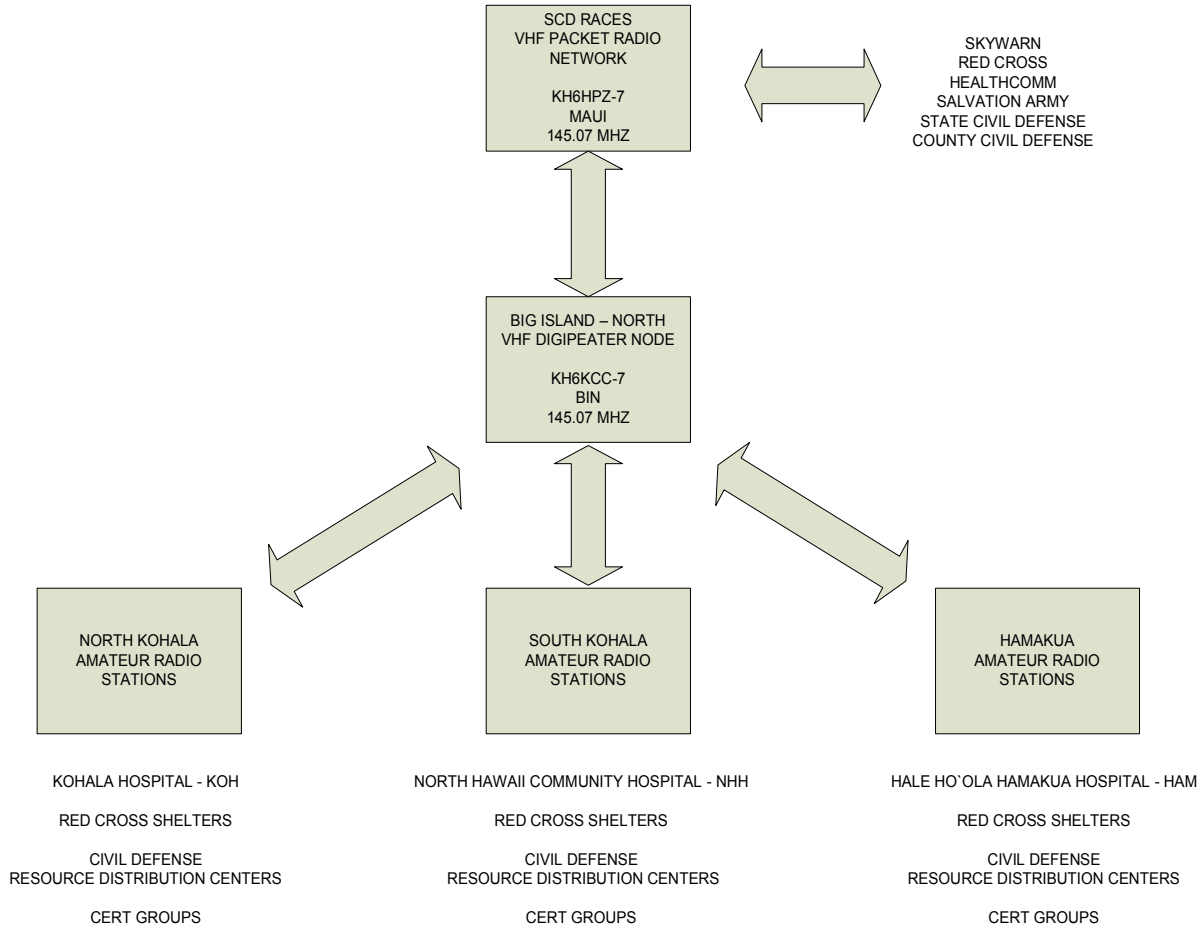 SCD RACES
VHF PACKET RADIO
NETWORK
KH6HPZ-7
MAUI
145.07 MHZ
SKYWARN
RED CROSS
HEALTHCOMM
SALVATION ARMY
STATE CIVIL DEFENSE
COUNTY CIVIL DEFENSE
BIG ISLAND – NORTH
VHF DIGIPEATER NODE
KH6KCC-7
BIN
145.07 MHZ
NORTH KOHALA
AMATEUR RADIO
STATIONS
KOHALA HOSPITAL - KOH
RED CROSS SHELTERS
CIVIL DEFENSE
RESOURCE DISTRIBUTION CENTERS
CERT GROUPS
SOUTH KOHALA
AMATEUR RADIO
STATIONS
NORTH HAWAII COMMUNITY HOSPITAL - NHH
RED CROSS SHELTERS
CIVIL DEFENSE
RESOURCE DISTRIBUTION CENTERS
CERT GROUPS
HAMAKUA
AMATEUR RADIO
STATIONS
HALE HO`OLA HAMAKUA HOSPITAL - HAM
RED CROSS SHELTERS
CIVIL DEFENSE
RESOURCE DISTRIBUTION CENTERS
CERT GROUPS